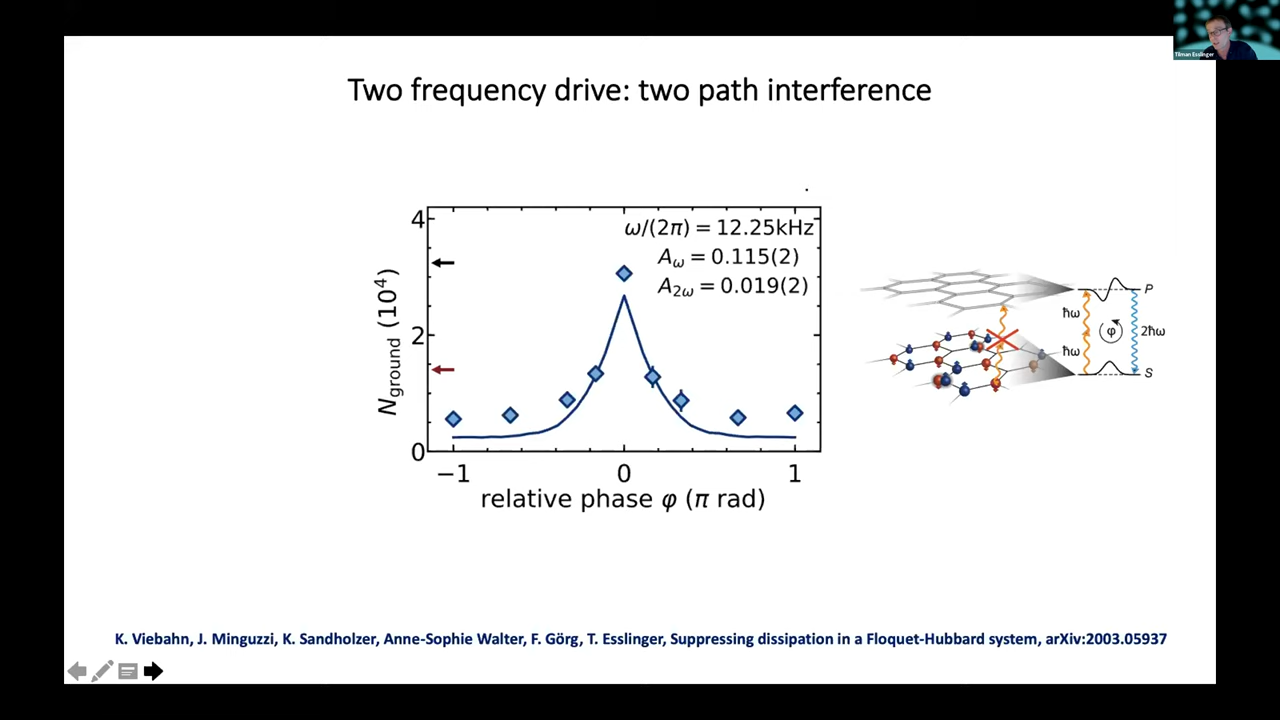 Tilman Esslinger
Two frequency drive: two path interference
4
2
0
N_ground (10^4)
ω/(2π) = 12.25kHz
A_ω = 0.115(2)
A_2ω = 0.019(2)
−1
0
1
relative phase φ (π rad)
P
ħω
φ
2ħω
ħω
S
K. Viebahn, J. Minguzzi, K. Sandholzer, Anne-Sophie Walter, F. Görg, T. Esslinger, Suppressing dissipation in a Floquet-Hubbard system, arXiv:2003.05937